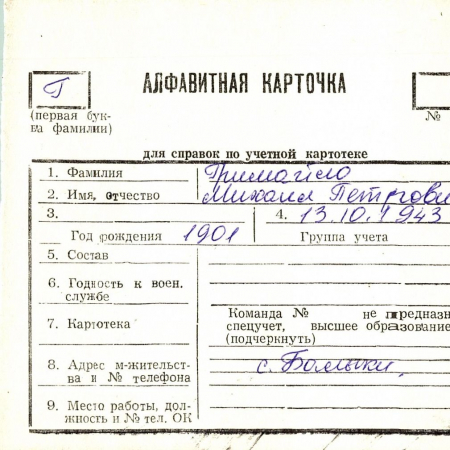 Г
АЛФАВИТНАЯ КАРТОЧКА
(первая бук-
ва фамилии)
№
для справок по учетной картотеке
1. Фамилия Гримайло
2. Имя, отчество Михаил Петрови
3. 4. 13.10.1943
Год рождения 1901 Группа учета
5. Состав
6. Годность к воен.
службе
7. Картотека
Команда № не предназн
спецучет, высшее образование
(подчеркнуть)
8. Адрес м-жительст-
ва и № телефона
с.
9. Место работы, дол-
жность и № тел. ОК